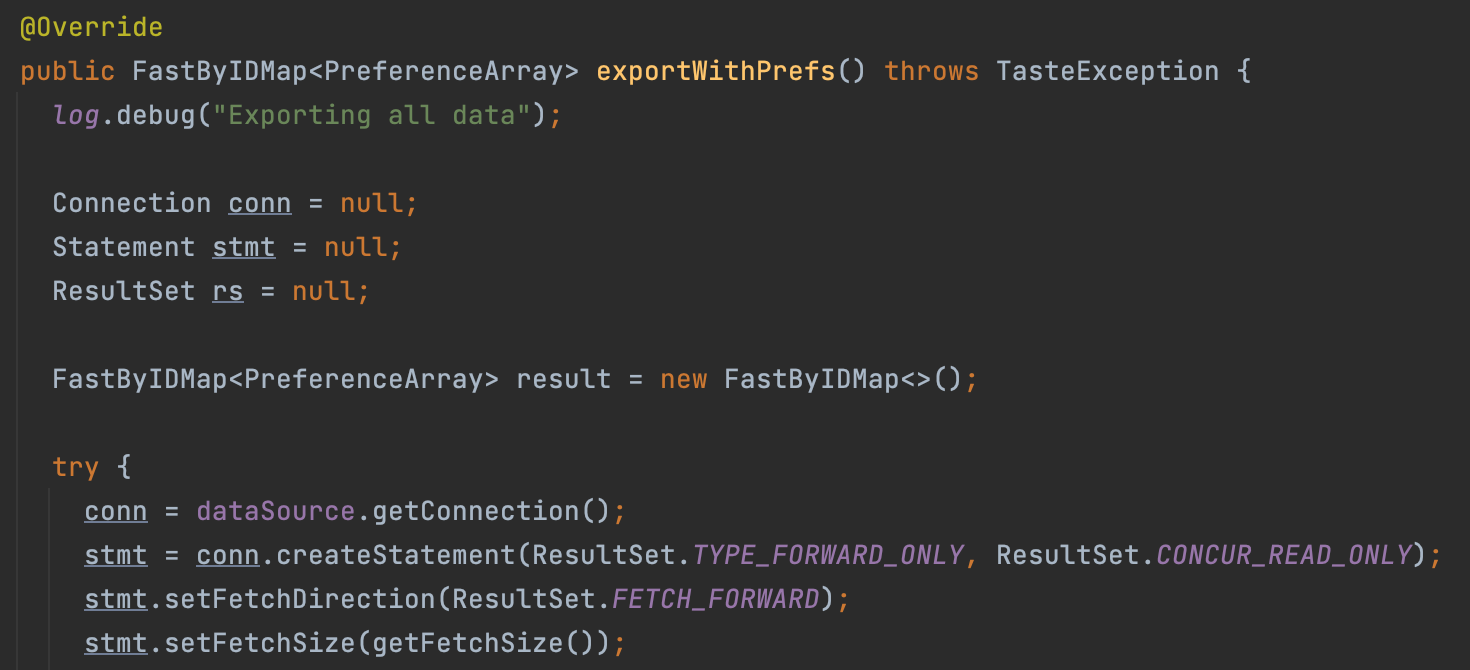 @Override
public FastByIDMap<PreferenceArray> exportWithPrefs() throws TasteException {
log.debug("Exporting all data");
Connection conn = null;
Statement stmt = null;
ResultSet rs = null;
FastByIDMap<PreferenceArray> result = new FastByIDMap<>();
try {
conn = dataSource.getConnection();
stmt = conn.createStatement(ResultSet.TYPE_FORWARD_ONLY, ResultSet.CONCUR_READ_ONLY);
stmt.setFetchDirection(ResultSet.FETCH_FORWARD);
stmt.setFetchSize(getFetchSize());